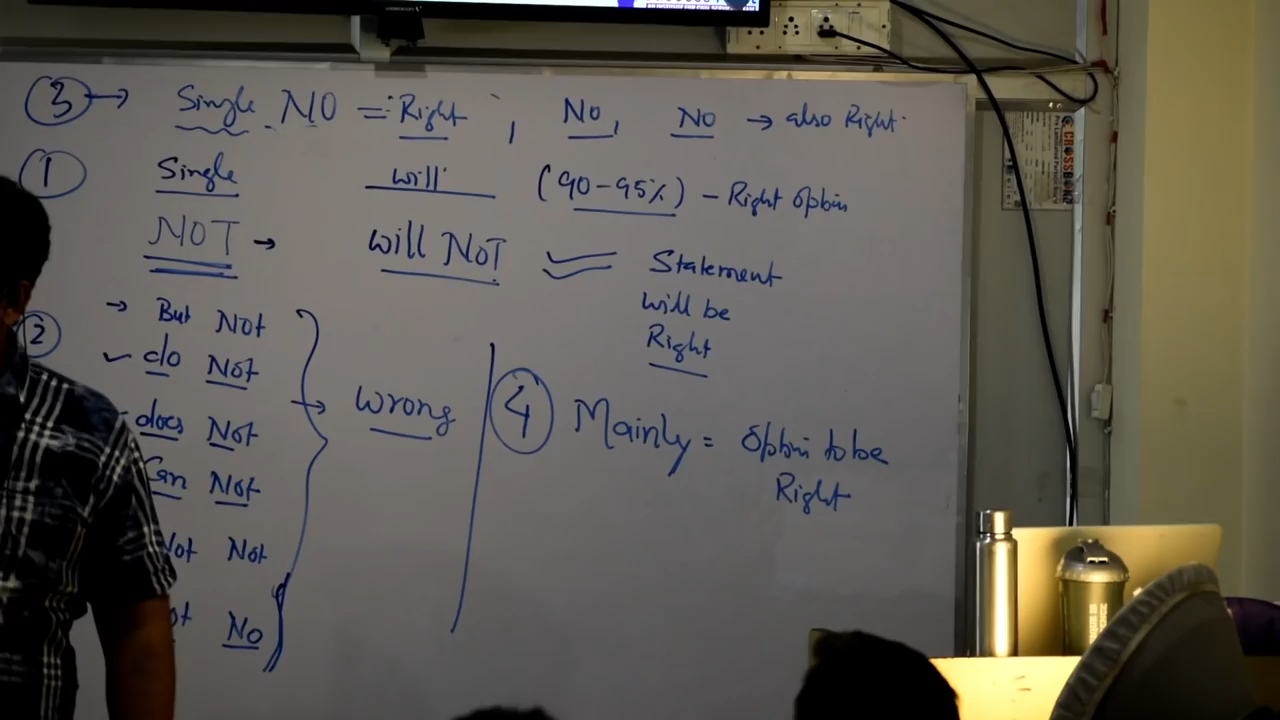 ③ → Single NO = Right , No, No → also Right
① Single will (90-95%) - Right option
NOT → will NOT Statement
will be
Right
② → But Not
✓ do Not
does Not
Can Not
Not Not
No
→ Wrong
④ Mainly = option to be
Right
CROSSBOND